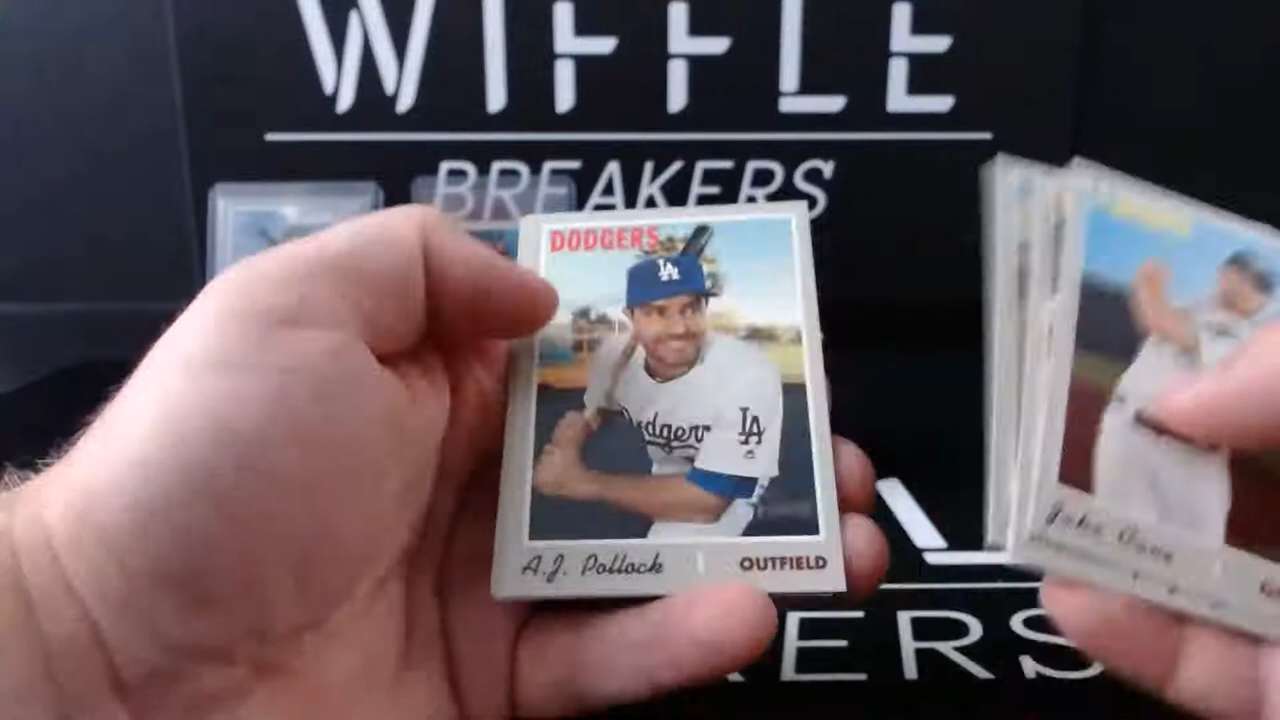 WIFFLE
BREAKERS
DODGERS
LA
Dodgers
LA
A.J. Pollock
OUTFIELD
ERS